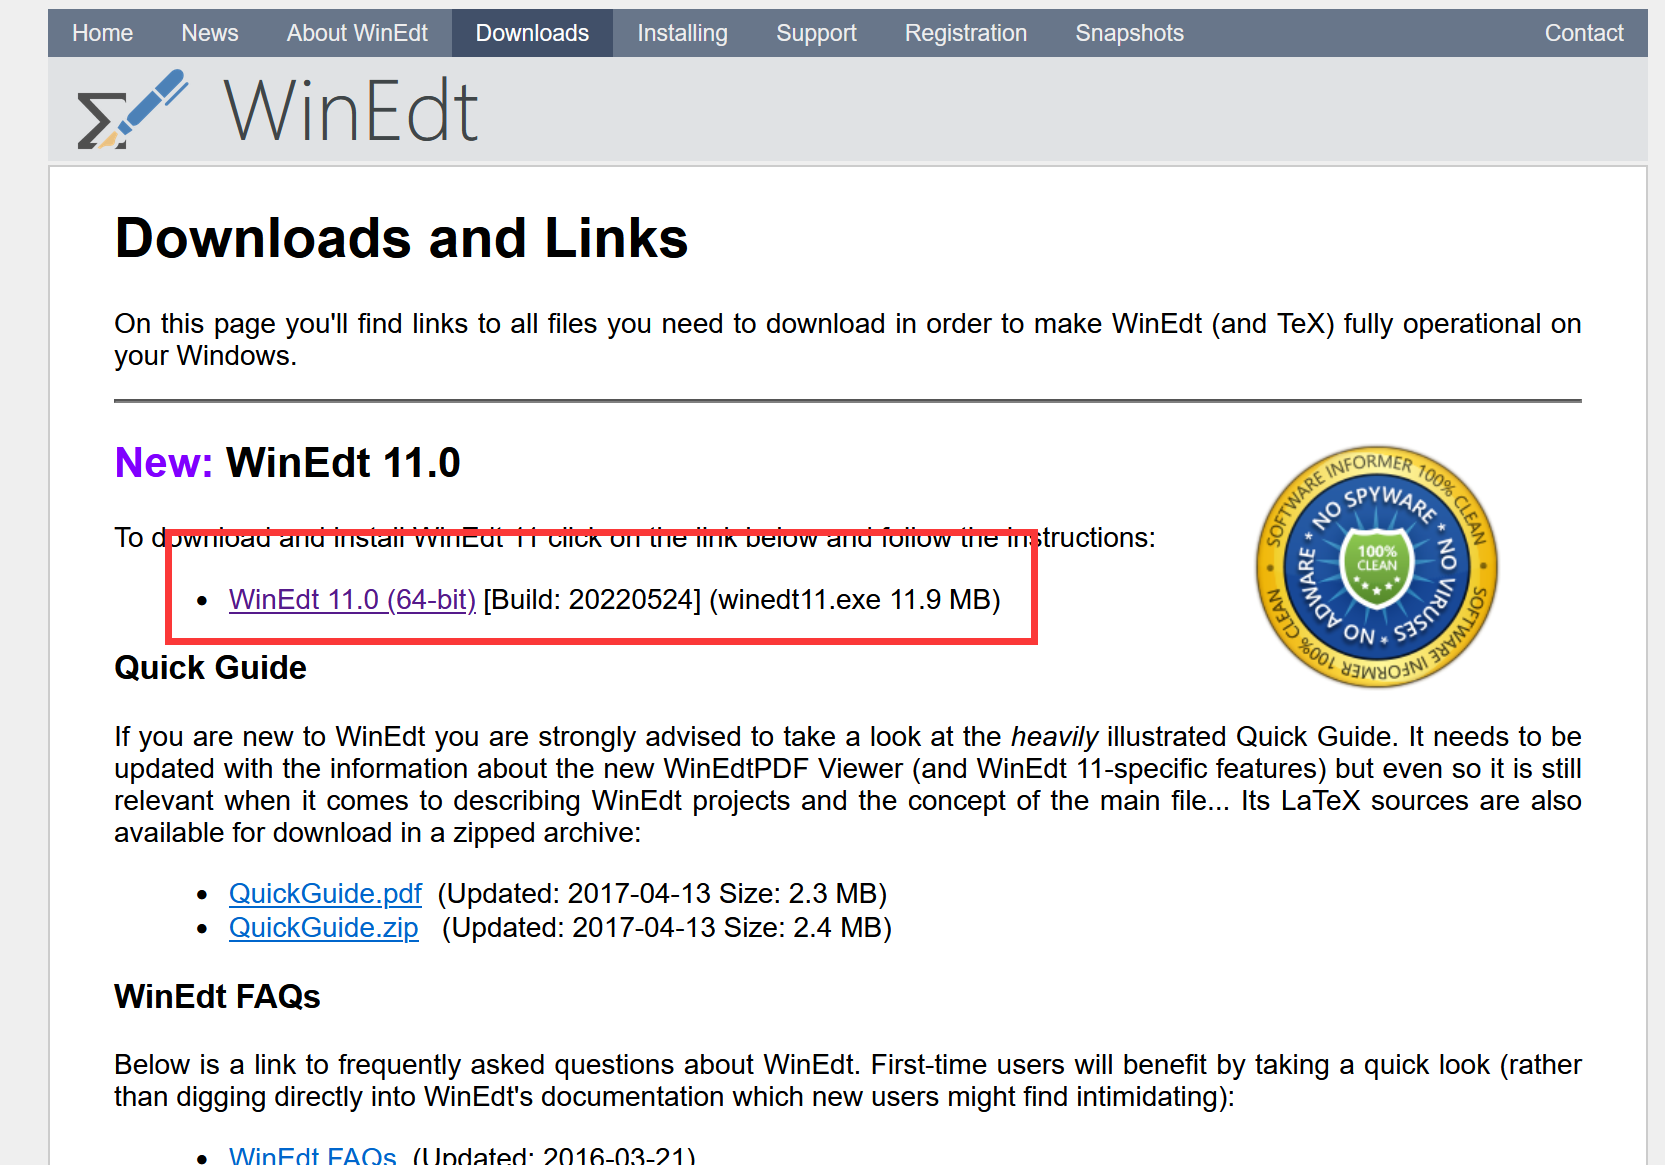 Home News About WinEdt Downloads Installing Support Registration Snapshots Contact
WinEdt
Downloads and Links
On this page you'll find links to all files you need to download in order to make WinEdt (and TeX) fully operational on
your Windows.
New: WinEdt 11.0
To download and install WinEdt 11 click on the link below and follow the instructions:
• WinEdt 11.0 (64-bit) [Build: 20220524] (winedt11.exe 11.9 MB)
SOFTWARE INFORMER 100% CLEAN
SOFTWARE INFORMER 100% CLEAN
* NO SPYWARE * NO VIRUSES * NO ADWARE
100%
CLEAN
Quick Guide
If you are new to WinEdt you are strongly advised to take a look at the heavily illustrated Quick Guide. It needs to be
updated with the information about the new WinEdtPDF Viewer (and WinEdt 11-specific features) but even so it is still
relevant when it comes to describing WinEdt projects and the concept of the main file... Its LaTeX sources are also
available for download in a zipped archive:
• QuickGuide.pdf (Updated: 2017-04-13 Size: 2.3 MB)
• QuickGuide.zip (Updated: 2017-04-13 Size: 2.4 MB)
WinEdt FAQs
Below is a link to frequently asked questions about WinEdt. First-time users will benefit by taking a quick look (rather
than digging directly into WinEdt's documentation which new users might find intimidating):
• WinEdt FAQs (Updated: 2016-03-21)